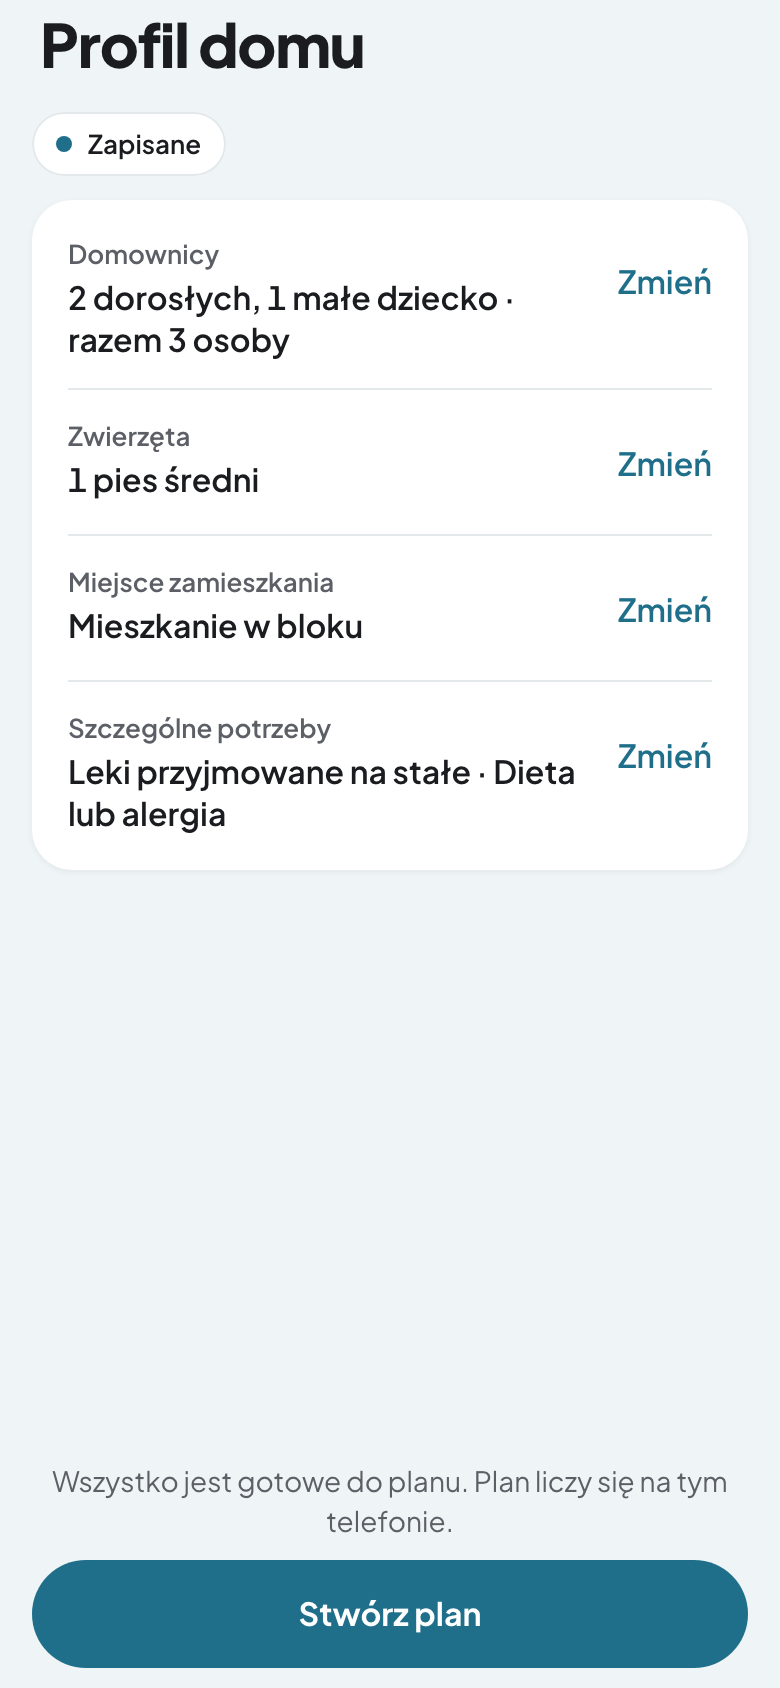 Profil domu
Zapisane
Domownicy
2 dorosłych, 1 małe dziecko ·
razem 3 osoby
Zmień
Zwierzęta
1 pies średni
Zmień
Miejsce zamieszkania
Mieszkanie w bloku
Zmień
Szczególne potrzeby
Leki przyjmowane na stałe · Dieta
lub alergia
Zmień
Wszystko jest gotowe do planu. Plan liczy się na tym
telefonie.
Stwórz plan